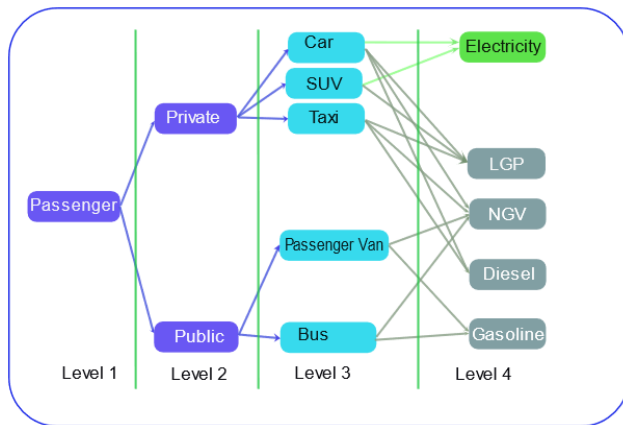 Car
Electricity
SUV
Private
Taxi
LGP
Passenger
NGV
Passenger Van
Diesel
Public
Bus
Gasoline
Level 1
Level 2
Level 3
Level 4